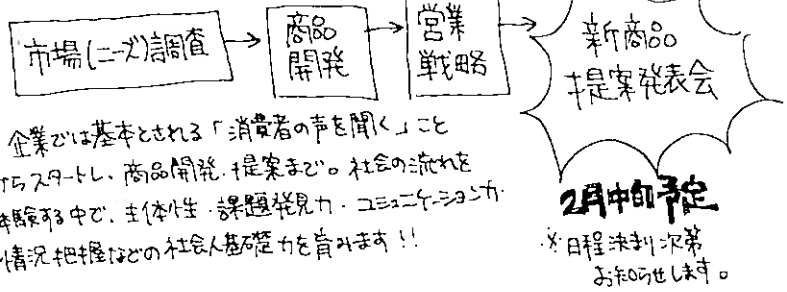 市場(ニーズ)調査
商品
開発
営業
戦略
新商品
提案発表会
企業では基本とされる「消費者の声を聞く」こと
からスタートし、商品開発・提案まで。社会の流れを
体験する中で、主体性・課題発見力・コミュニケーション力・
情況把握などの社会人基礎力を育みます!!
2月中旬予定
※日程決まり次第
お知らせします。